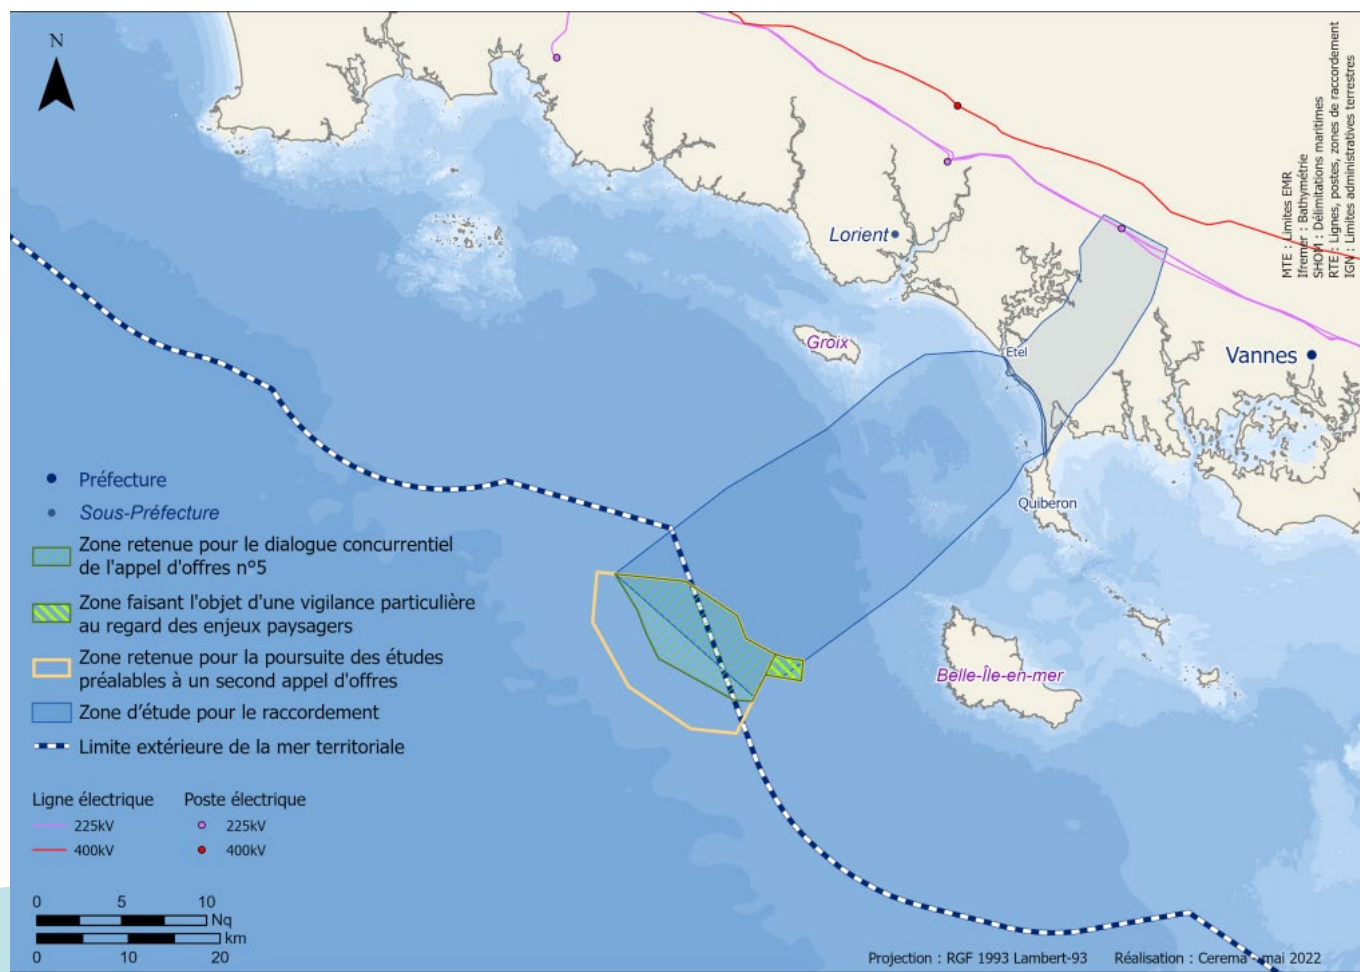 N
MTE : Limites EMR
Ifremer : Bathymétrie
SHOM : Délimitations maritimes
RTE : Lignes, postes, zones de raccordement
IGN : Limites administratives terrestres
Lorient
Groix
Etel
Vannes
Quiberon
Belle-Île-en-mer
Préfecture
Sous-Préfecture
Zone retenue pour le dialogue concurrentiel
de l'appel d'offres n°5
Zone faisant l'objet d'une vigilance particulière
au regard des enjeux paysagers
Zone retenue pour la poursuite des études
préalables à un second appel d'offres
Zone d'étude pour le raccordement
Limite extérieure de la mer territoriale
Ligne électrique Poste électrique
225kV 225kV
400kV 400kV
0 5 10
Nq
km
0 10 20
Projection : RGF 1993 Lambert-93 Réalisation : Cerema - mai 2022